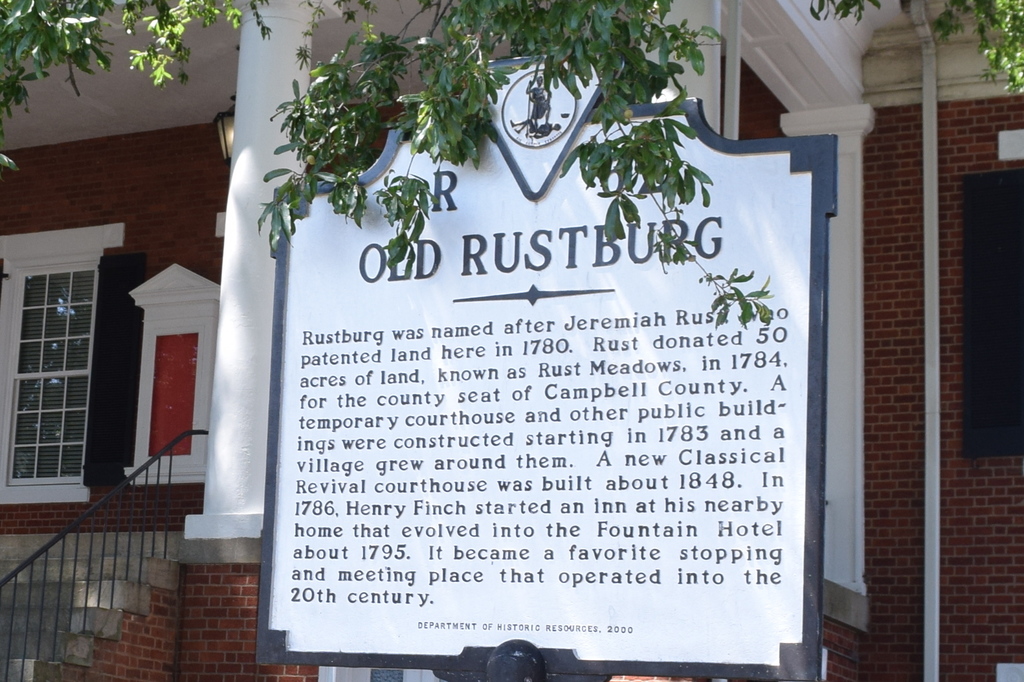 OLD RUSTBURG
Rustburg was named after Jeremiah Rust
patented land here in 1780. Rust donated 50
acres of land, known as Rust Meadows, in 1784,
for the county seat of Campbell County. A
temporary courthouse and other public build-
ings were constructed starting in 1783 and a
village grew around them. A new Classical
Revival courthouse was built about 1848. In
1786, Henry Finch started an inn at his nearby
home that evolved into the Fountain Hotel
about 1795. It became a favorite stopping
and meeting place that operated into the
20th century.
DEPARTMENT OF HISTORIC RESOURCES, 2000